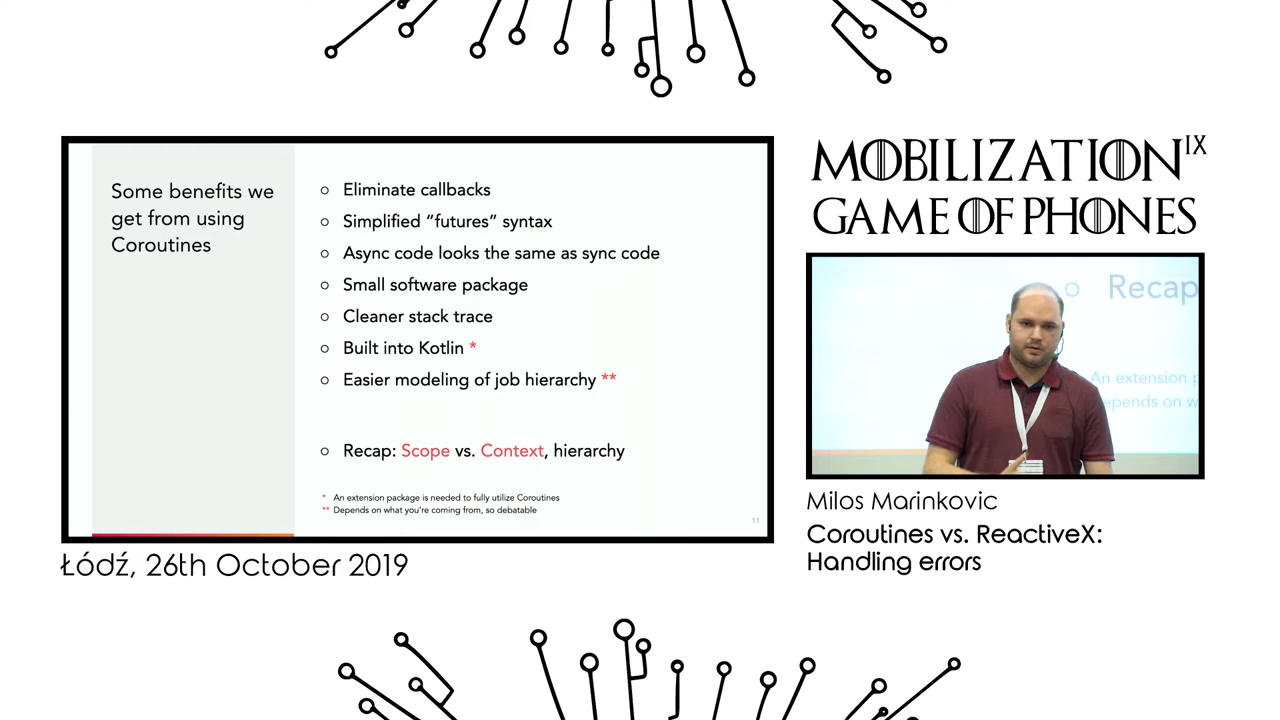 Some benefits we
get from using
Coroutines
○ Eliminate callbacks
○ Simplified “futures” syntax
○ Async code looks the same as sync code
○ Small software package
○ Cleaner stack trace
○ Built into Kotlin *
○ Easier modeling of job hierarchy **
○ Recap: Scope vs. Context, hierarchy
* An extension package is needed to fully utilize Coroutines
** Depends on what you’re coming from, so debatable
11
Łódź, 26th October 2019
MOBILIZATION IX
GAME OF PHONES
○ Recap
An extension p
epends on w
Milos Marinkovic
Coroutines vs. ReactiveX:
Handling errors